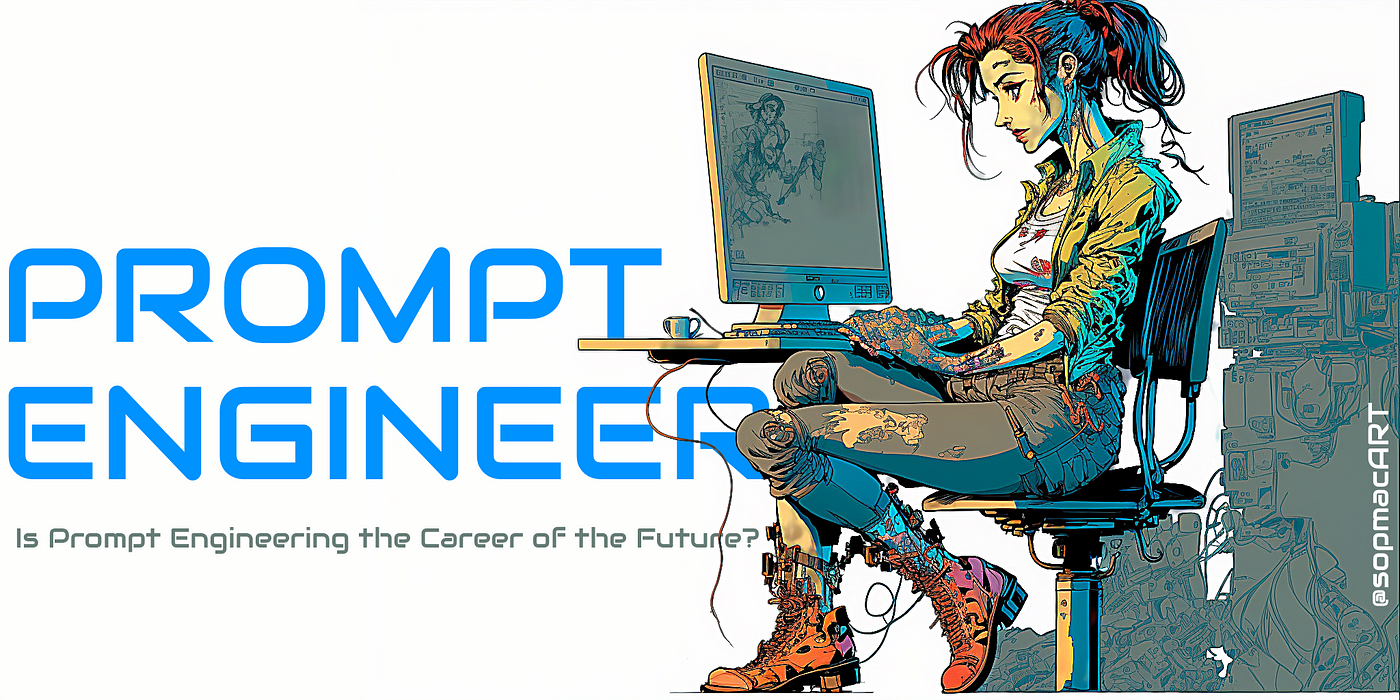 PROMPT
ENGINEER
Is Prompt Engineering the Career of the Future?
@sopmacART